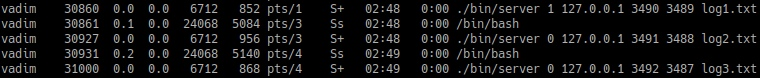 vadim 30860 0.0 0.0 6712 852 pts/1 S+ 02:48 0:00 ./bin/server 1 127.0.0.1 3490 3489 log1.txt
vadim 30861 0.1 0.0 24068 5084 pts/3 Ss 02:48 0:00 /bin/bash
vadim 30927 0.0 0.0 6712 956 pts/3 S+ 02:48 0:00 ./bin/server 0 127.0.0.1 3491 3488 log2.txt
vadim 30931 0.2 0.0 24068 5140 pts/4 Ss 02:49 0:00 /bin/bash
vadim 31000 0.0 0.0 6712 868 pts/4 S+ 02:49 0:00 ./bin/server 0 127.0.0.1 3492 3487 log3.txt